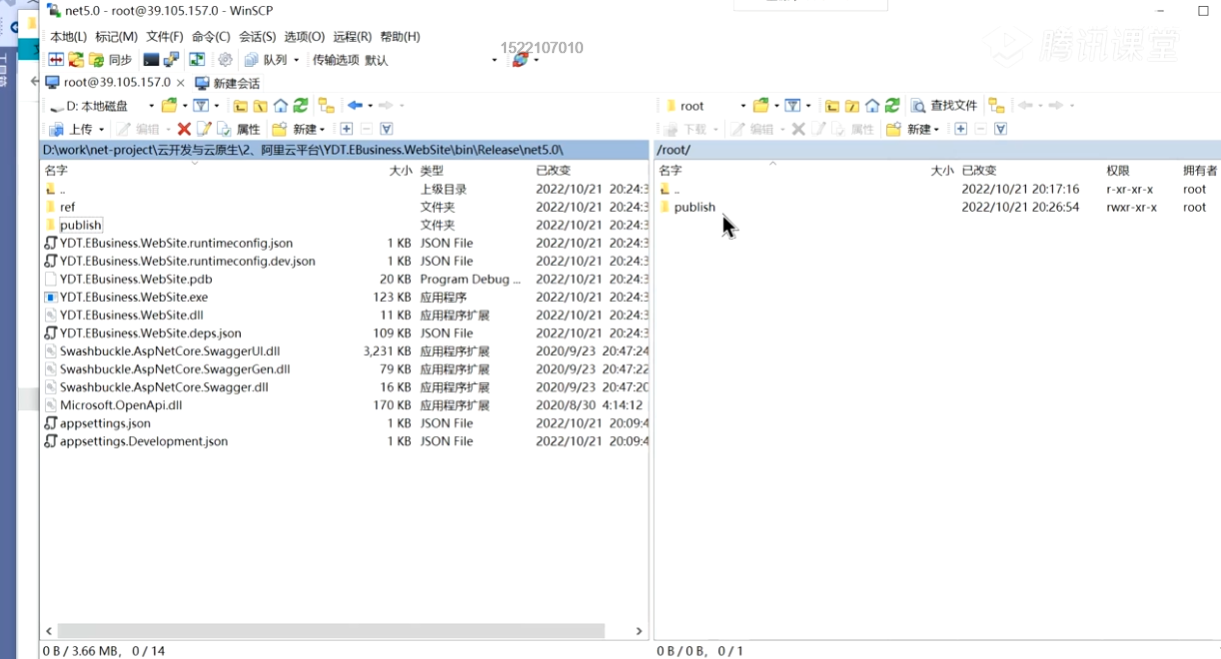 net5.0 - root@39.105.157.0 - WinSCP
腾讯课堂
本地(L) 标记(M) 文件(F) 命令(C) 会话(S) 选项(O) 远程(R) 帮助(H)
1522107010
同步 队列 传输选项 默认
root@39.105.157.0 × 新建会话
D: 本地磁盘
上传 编辑 属性 新建
D:\work\net-project\云开发与云原生\2、阿里云平台\YDT.EBusiness.WebSite\bin\Release\net5.0\
名字 大小 类型 已改变
.. 上级目录 2022/10/21 20:24:3
ref 文件夹 2022/10/21 20:24:3
publish 文件夹 2022/10/21 20:24:3
YDT.EBusiness.WebSite.runtimeconfig.json 1 KB JSON File 2022/10/21 20:24:3
YDT.EBusiness.WebSite.runtimeconfig.dev.json 1 KB JSON File 2022/10/21 20:24:3
YDT.EBusiness.WebSite.pdb 20 KB Program Debug ... 2022/10/21 20:24:3
YDT.EBusiness.WebSite.exe 123 KB 应用程序 2022/10/21 20:24:3
YDT.EBusiness.WebSite.dll 11 KB 应用程序扩展 2022/10/21 20:24:3
YDT.EBusiness.WebSite.deps.json 109 KB JSON File 2022/10/21 20:24:3
Swashbuckle.AspNetCore.SwaggerUI.dll 3,231 KB 应用程序扩展 2020/9/23 20:47:24
Swashbuckle.AspNetCore.SwaggerGen.dll 79 KB 应用程序扩展 2020/9/23 20:47:22
Swashbuckle.AspNetCore.Swagger.dll 16 KB 应用程序扩展 2020/9/23 20:47:20
Microsoft.OpenApi.dll 170 KB 应用程序扩展 2020/8/30 4:14:12
appsettings.json 1 KB JSON File 2022/10/21 20:09:4
appsettings.Development.json 1 KB JSON File 2022/10/21 20:09:4
0 B / 3.66 MB, 0 / 14
root 查找文件
下载 编辑 属性 新建
/root/
名字 大小 已改变 权限 拥有者
.. 2022/10/21 20:17:16 r-xr-xr-x root
publish 2022/10/21 20:26:54 rwxr-xr-x root
0 B / 0 B, 0 / 1